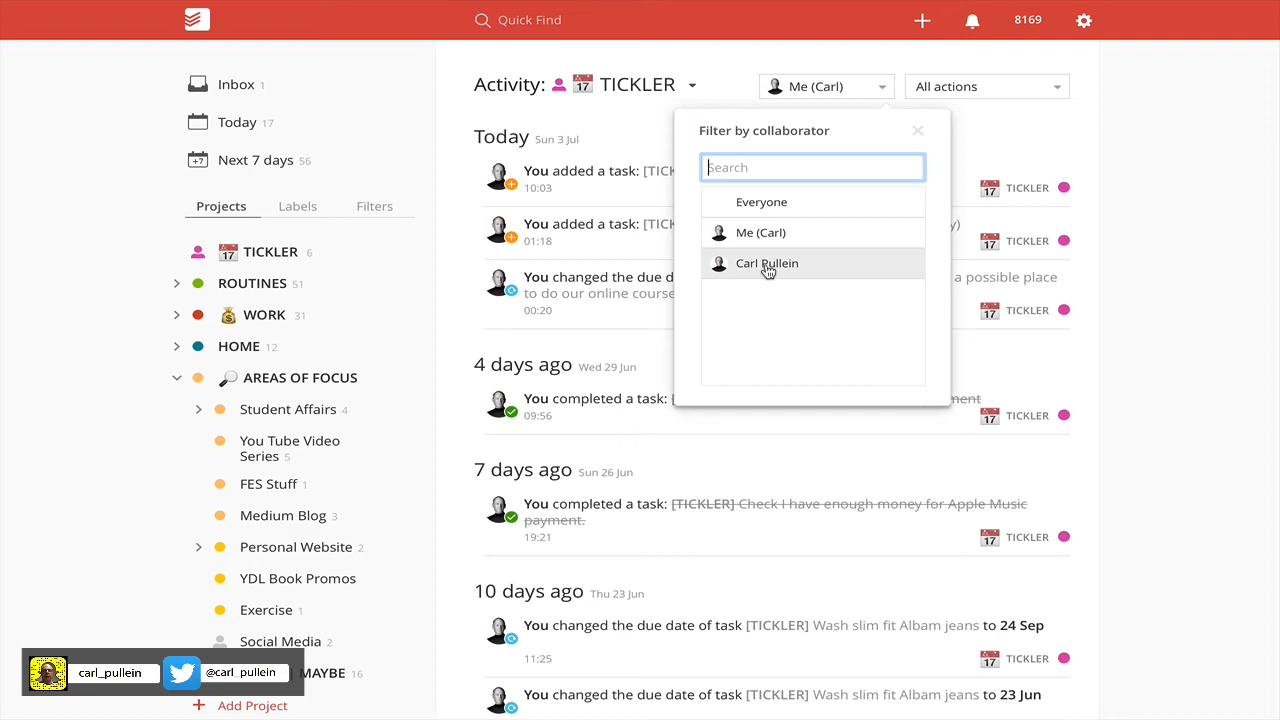 Quick Find
8169
Inbox 1
Today 17
Next 7 days 56
Projects Labels Filters
17 TICKLER 6
ROUTINES 51
WORK 31
HOME 12
AREAS OF FOCUS
Student Affairs 4
You Tube Video
Series 5
FES Stuff 1
Medium Blog 3
Personal Website 2
YDL Book Promos
Exercise 1
Social Media 2
MAYBE 16
carl_pullein @carl_pullein
Add Project
Activity: 17 TICKLER
Me (Carl) All actions
Filter by collaborator
Search
Everyone
Me (Carl)
Carl Pullein
Today Sun 3 Jul
You added a task: [TICK
10:03 17 TICKLER
You added a task: [TICK y)
01:18 17 TICKLER
You changed the due d a possible place
to do our online course
00:20 17 TICKLER
4 days ago Wed 29 Jun
You completed a task: ment
09:56 17 TICKLER
7 days ago Sun 26 Jun
You completed a task: [TICKLER] Check I have enough money for Apple Music
payment.
19:21 17 TICKLER
10 days ago Thu 23 Jun
You changed the due date of task [TICKLER] Wash slim fit Albam jeans to 24 Sep
11:25 17 TICKLER
You changed the due date of task [TICKLER] Wash slim fit Albam jeans to 23 Jun